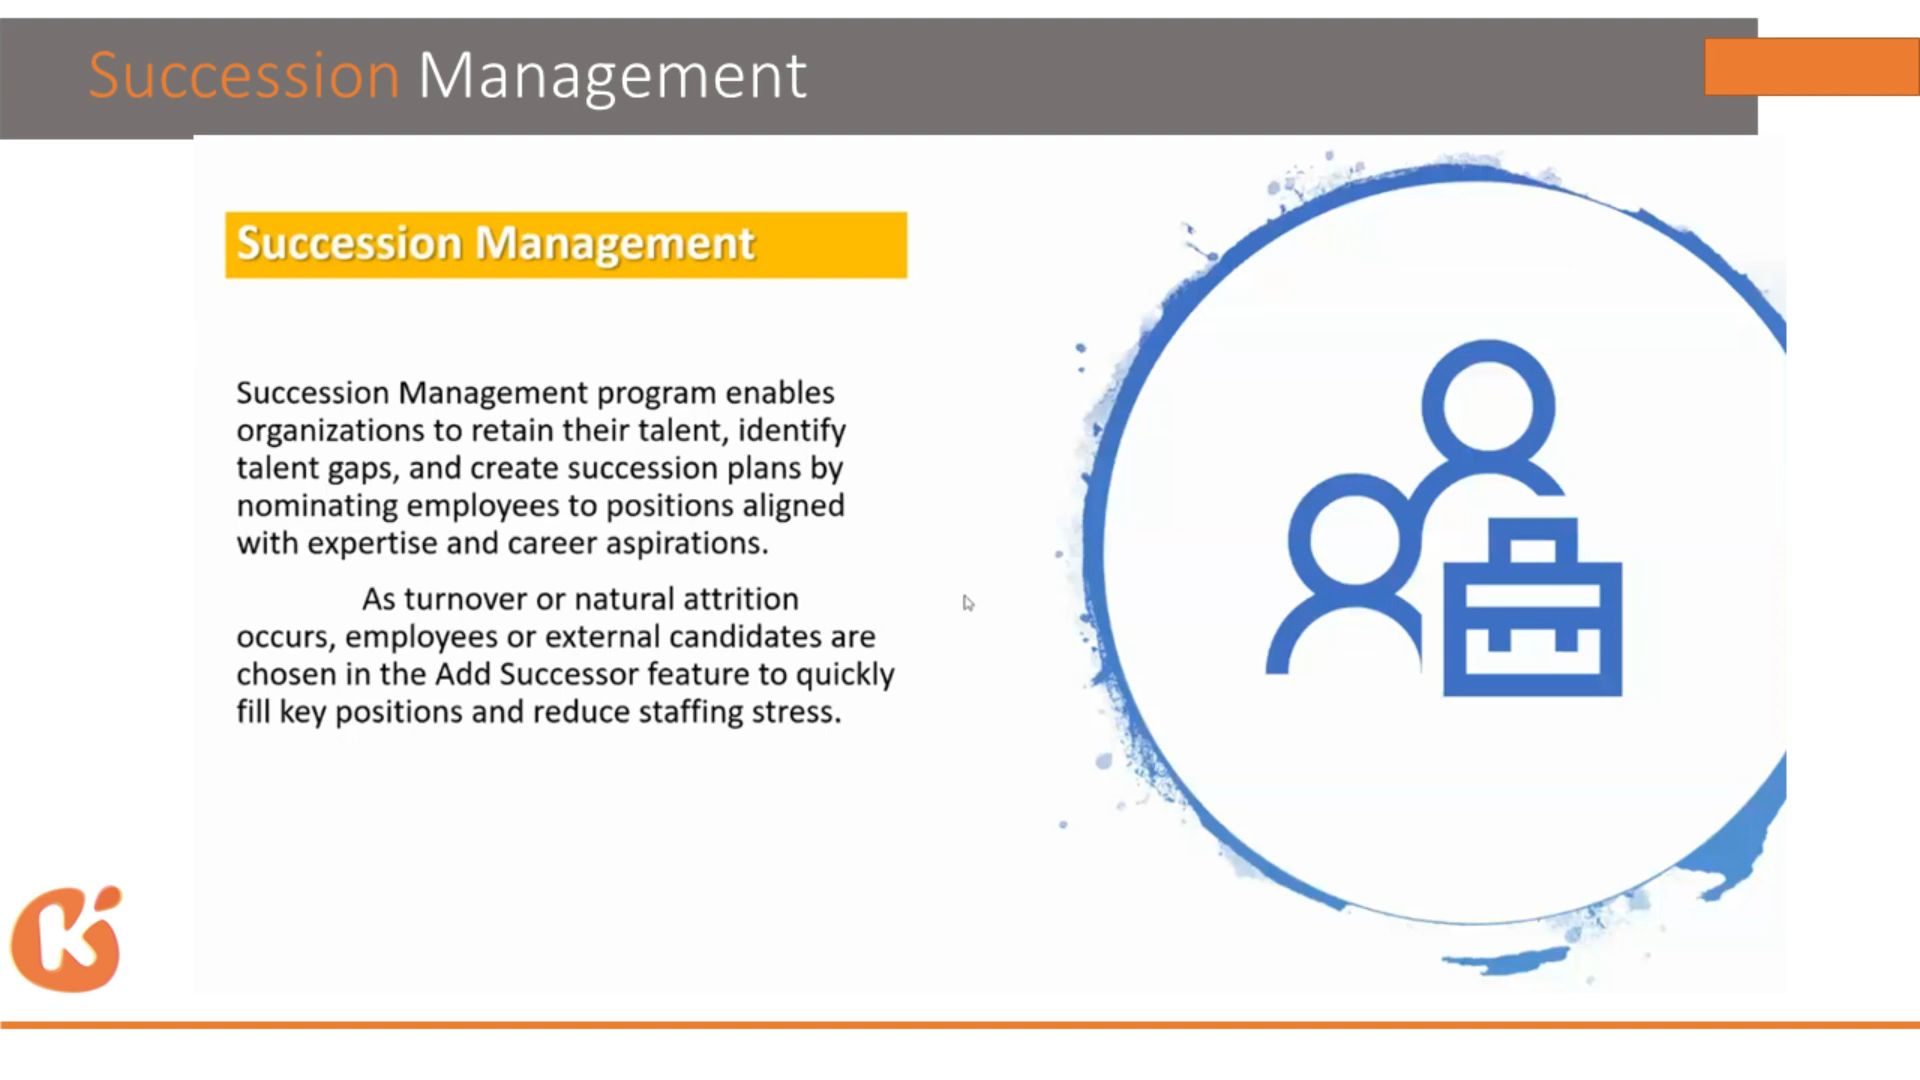 Succession Management
Succession Management
Succession Management program enables
organizations to retain their talent, identify
talent gaps, and create succession plans by
nominating employees to positions aligned
with expertise and career aspirations.
As turnover or natural attrition
occurs, employees or external candidates are
chosen in the Add Successor feature to quickly
fill key positions and reduce staffing stress.
K